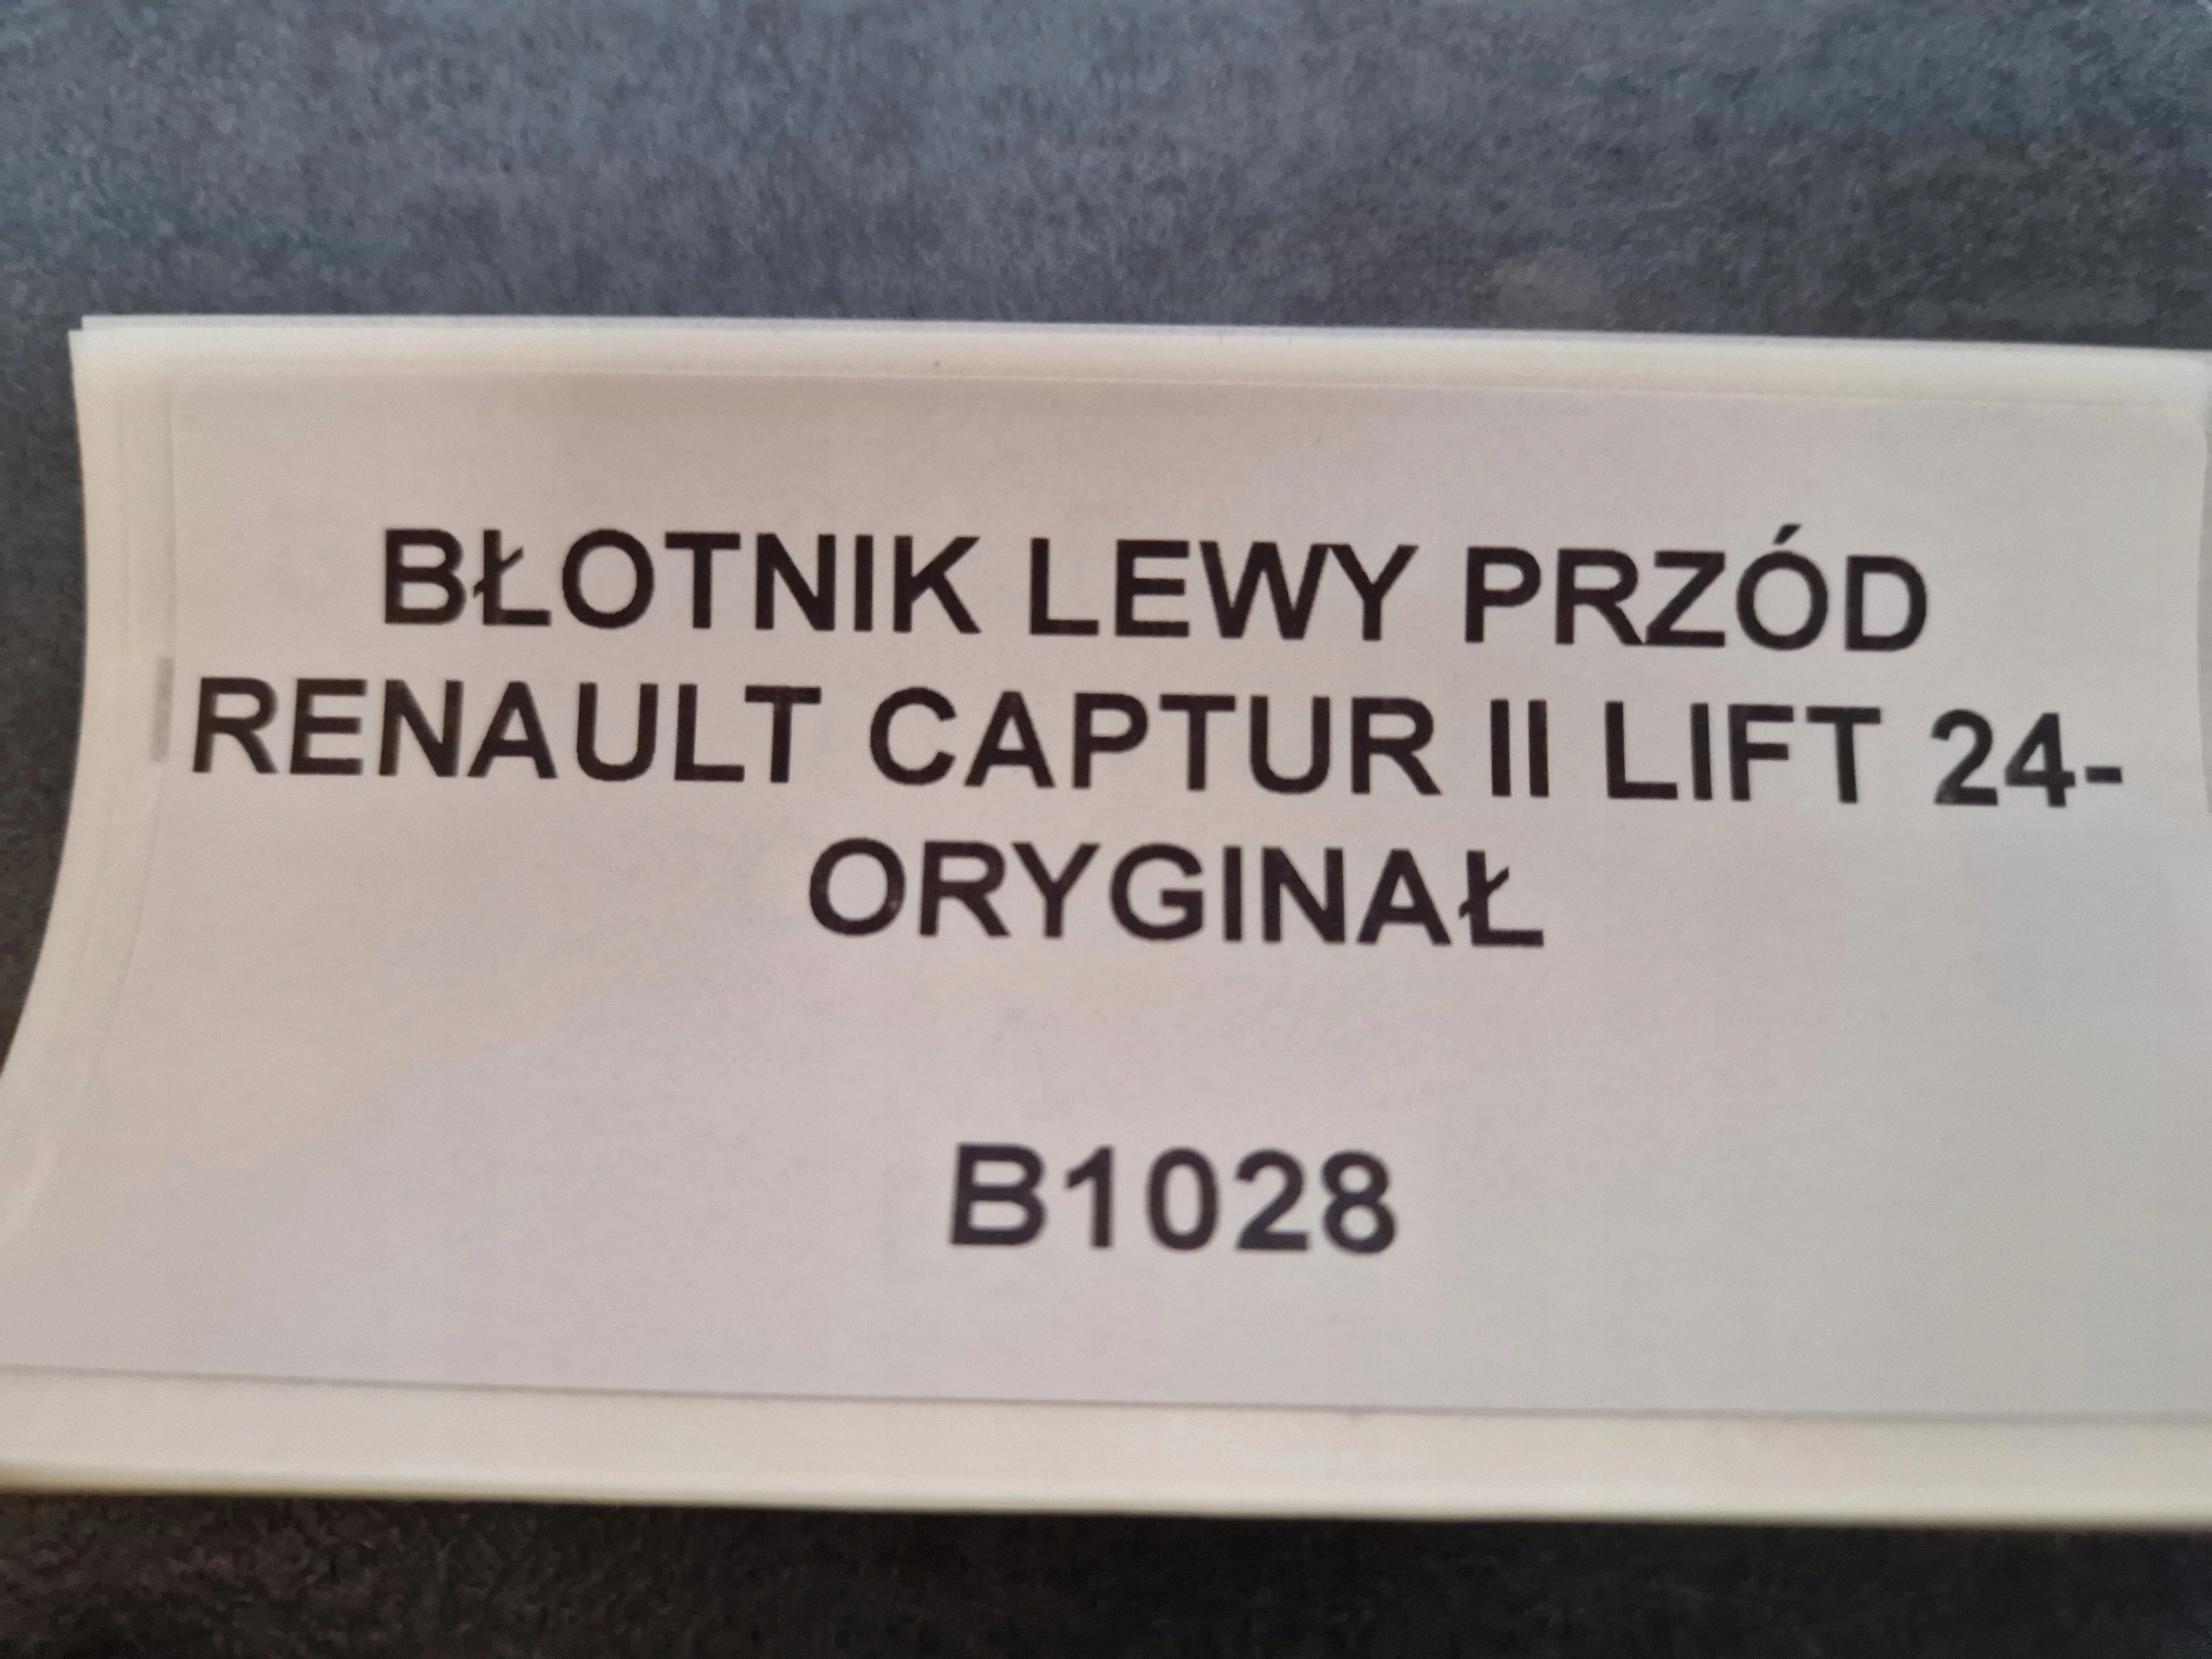 BŁOTNIK LEWY PRZÓD
RENAULT CAPTUR II LIFT 24-
ORYGINAŁ
B1028